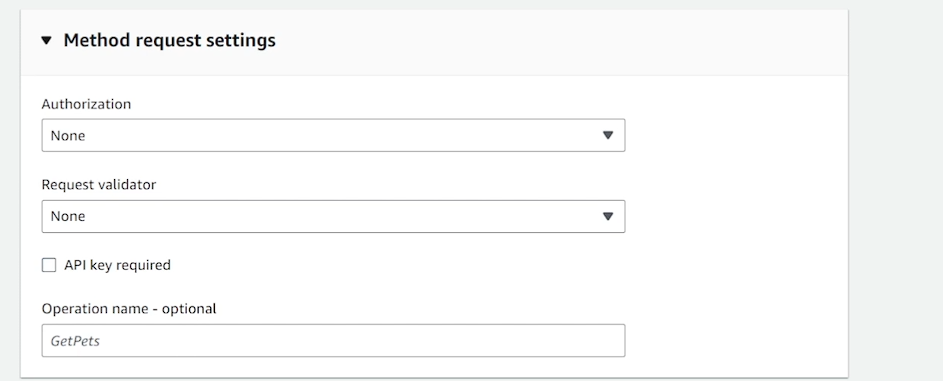 Method request settings
Authorization
None
Request validator
None
API key required
Operation name - optional
GetPets